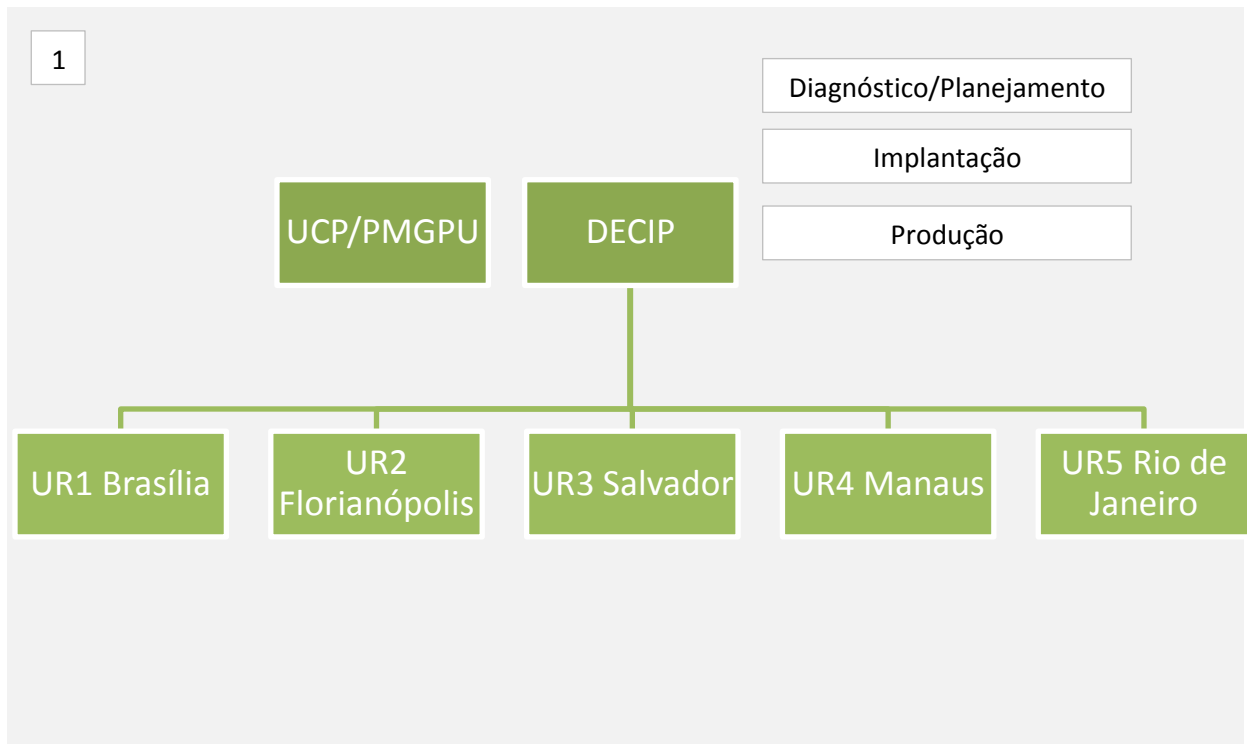 1
Diagnóstico/Planejamento
Implantação
Produção
UCP/PMGPU
DECIP
UR1 Brasília
UR2
Florianópolis
UR3 Salvador
UR4 Manaus
UR5 Rio de
Janeiro